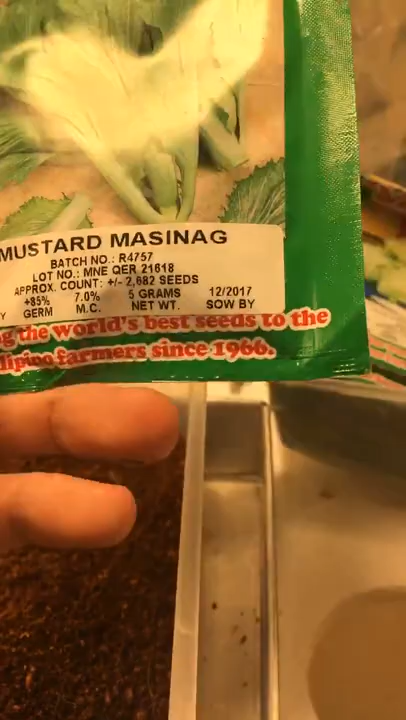 MUSTARD MASINAG
BATCH NO.: R4757
LOT NO.: MNE QER 21618
APPROX. COUNT: +/- 2,682 SEEDS
+85% 7.0% 5 GRAMS 12/2017
GERM M.C. NET WT. SOW BY
the world's best seeds to the
farmers since 1966.